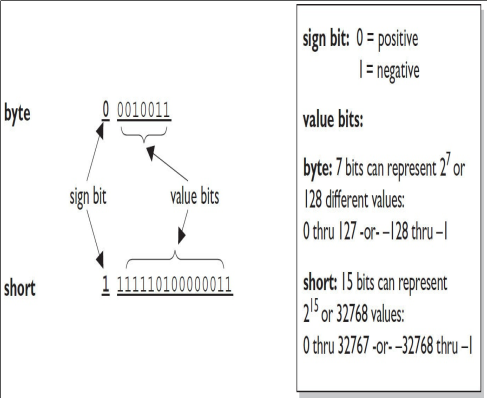 byte 0 0010011
sign bit value bits
short 1 111110100000011
sign bit: 0 = positive
1 = negative
value bits:
byte: 7 bits can represent 2^7 or
128 different values:
0 thru 127 -or- –128 thru –1
short: 15 bits can represent
2^15 or 32768 values:
0 thru 32767 -or- –32768 thru –1